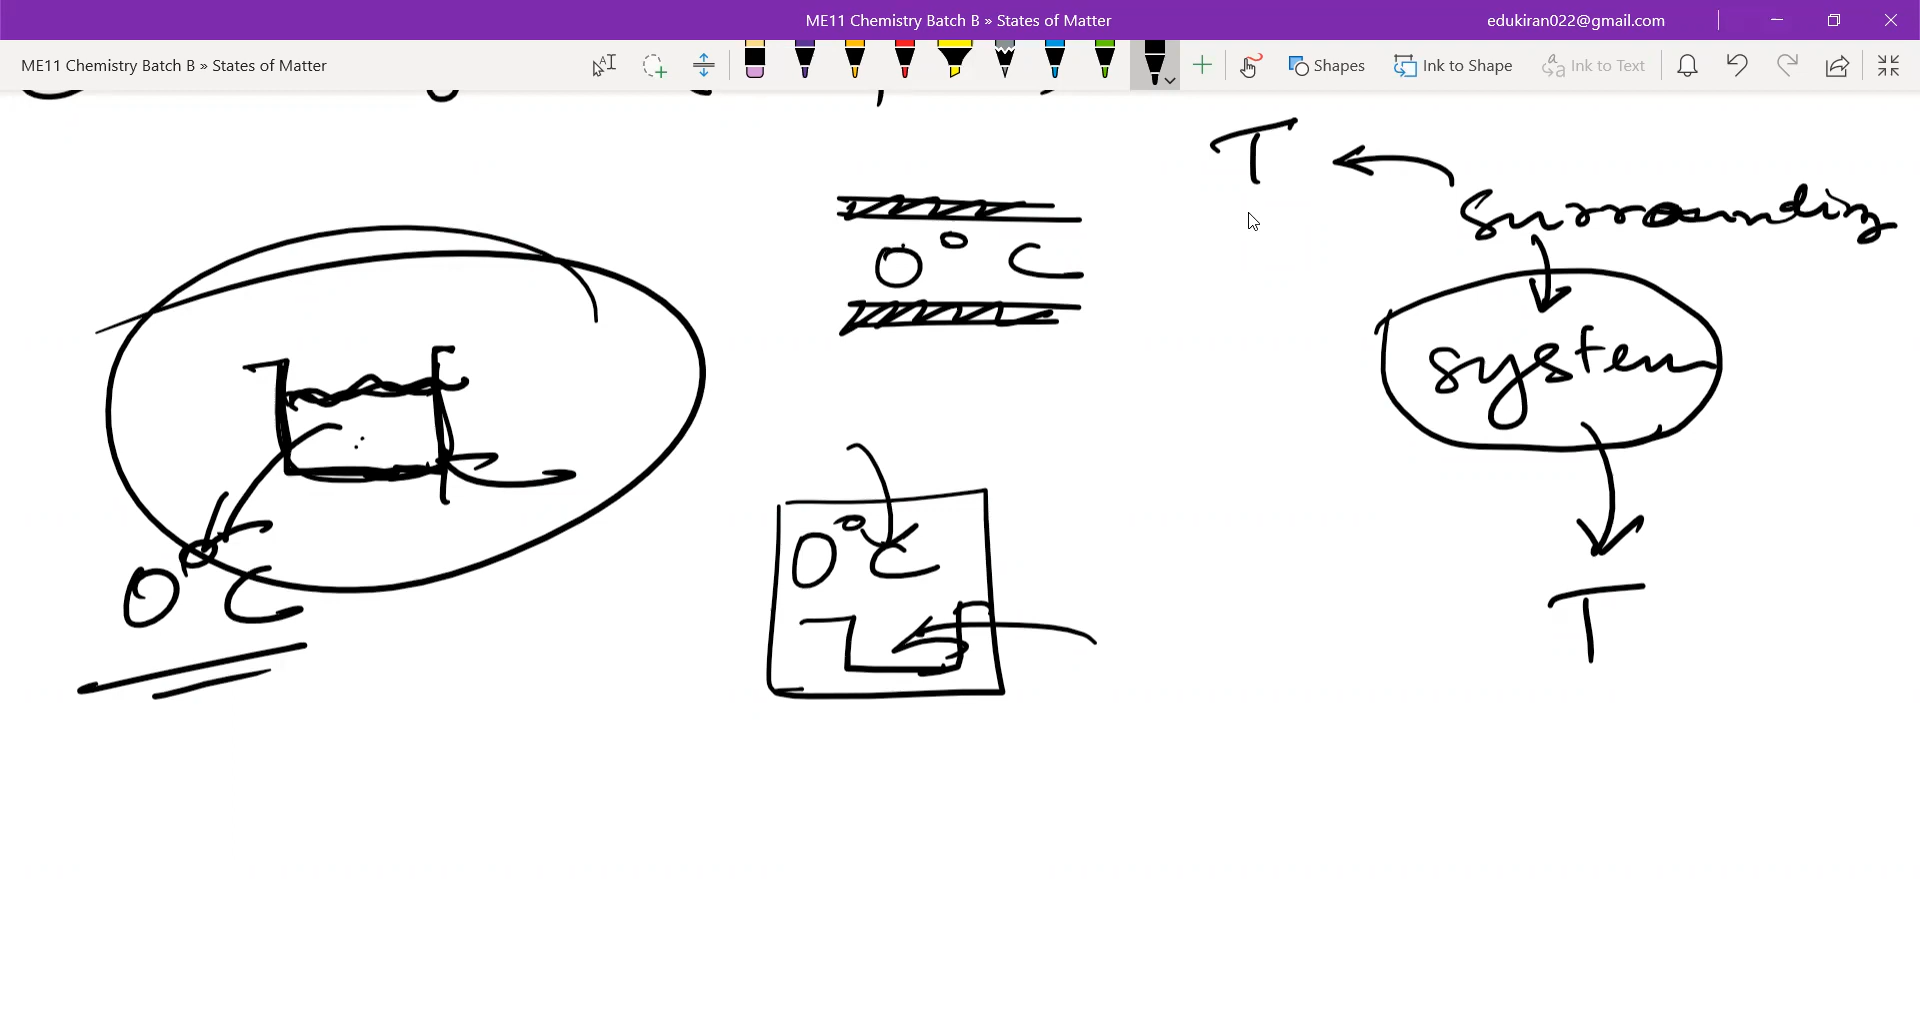 ME11 Chemistry Batch B » States of Matter
edukiran022@gmail.com
ME11 Chemistry Batch B » States of Matter
Shapes
Ink to Shape
Ink to Text
T
surrounding
0° C
system
0° C
0° C
T